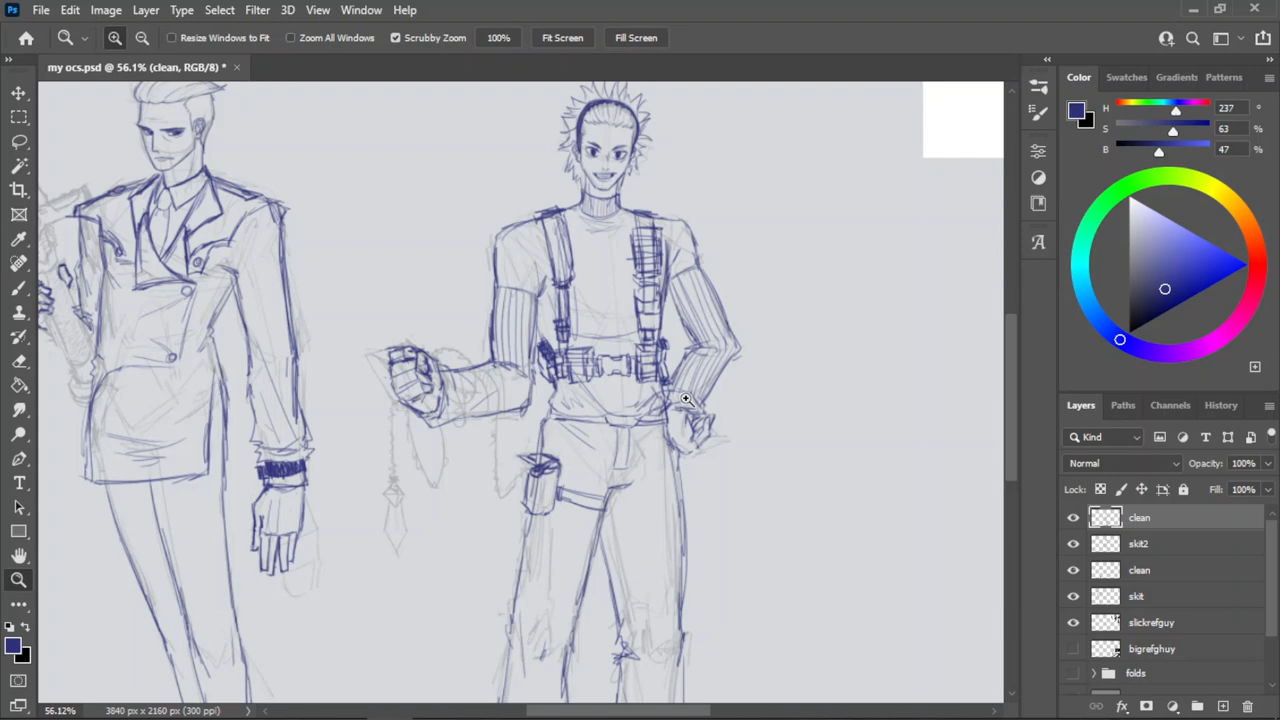 Ps File Edit Image Layer Type Select Filter 3D View Window Help
Resize Windows to Fit Zoom All Windows Scrubby Zoom 100% Fit Screen Fill Screen
my ocs.psd @ 56.1% (clean, RGB/8) * ×
Color Swatches Gradients Patterns
H 237 °
S 63 %
B 47 %
Layers Paths Channels History
Kind
Normal Opacity: 100%
Lock: Fill: 100%
clean
skit2
clean
skit
slickrefguy
bigrefghuy
folds
fx
56.12% 3840 px x 2160 px (300 ppi)